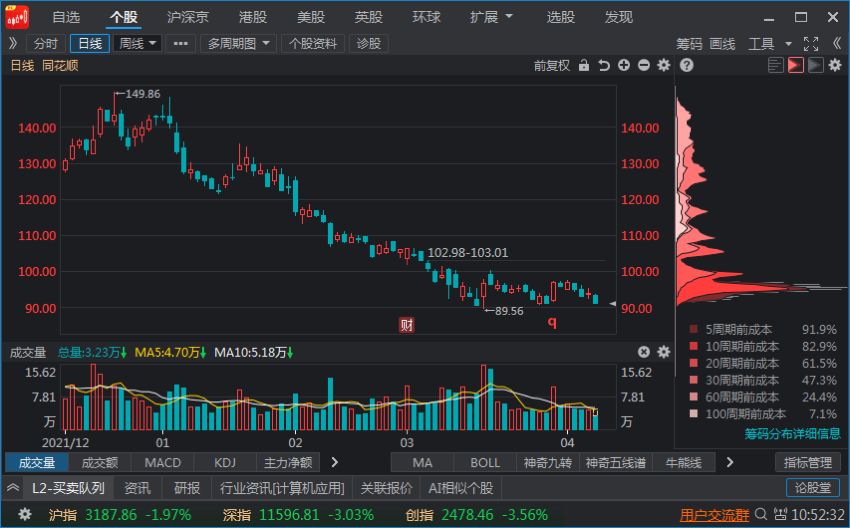 自选 个股 沪深京 港股 美股 英股 环球 扩展 选股 发现
分时 日线 周线 ••• 多周期图 个股资料 诊股 筹码 画线 工具
日线 同花顺 前复权
149.86
140.00 140.00
130.00 130.00
120.00 120.00
110.00 110.00
102.98-103.01
100.00 100.00
90.00 90.00
89.56
财 q
5周期前成本 91.9%
10周期前成本 82.9%
20周期前成本 61.5%
30周期前成本 47.3%
60周期前成本 24.4%
100周期前成本 7.1%
筹码分布详细信息
成交量 总量:3.23万↓ MA5:4.70万↓ MA10:5.18万↓
15.62 15.62
7.81 7.81
万 万
2021/12 01 02 03 04
成交量 成交额 MACD KDJ 主力净额 MA BOLL 神奇九转 神奇五线谱 牛能线 指标管理
L2-买卖队列 资讯 研报 行业资讯[计算机应用] 关联报价 AI相似个股 论股堂
沪指 3187.86 -1.97% 深指 11596.81 -3.03% 创指 2478.46 -3.56% 用户交流群 10:52:32